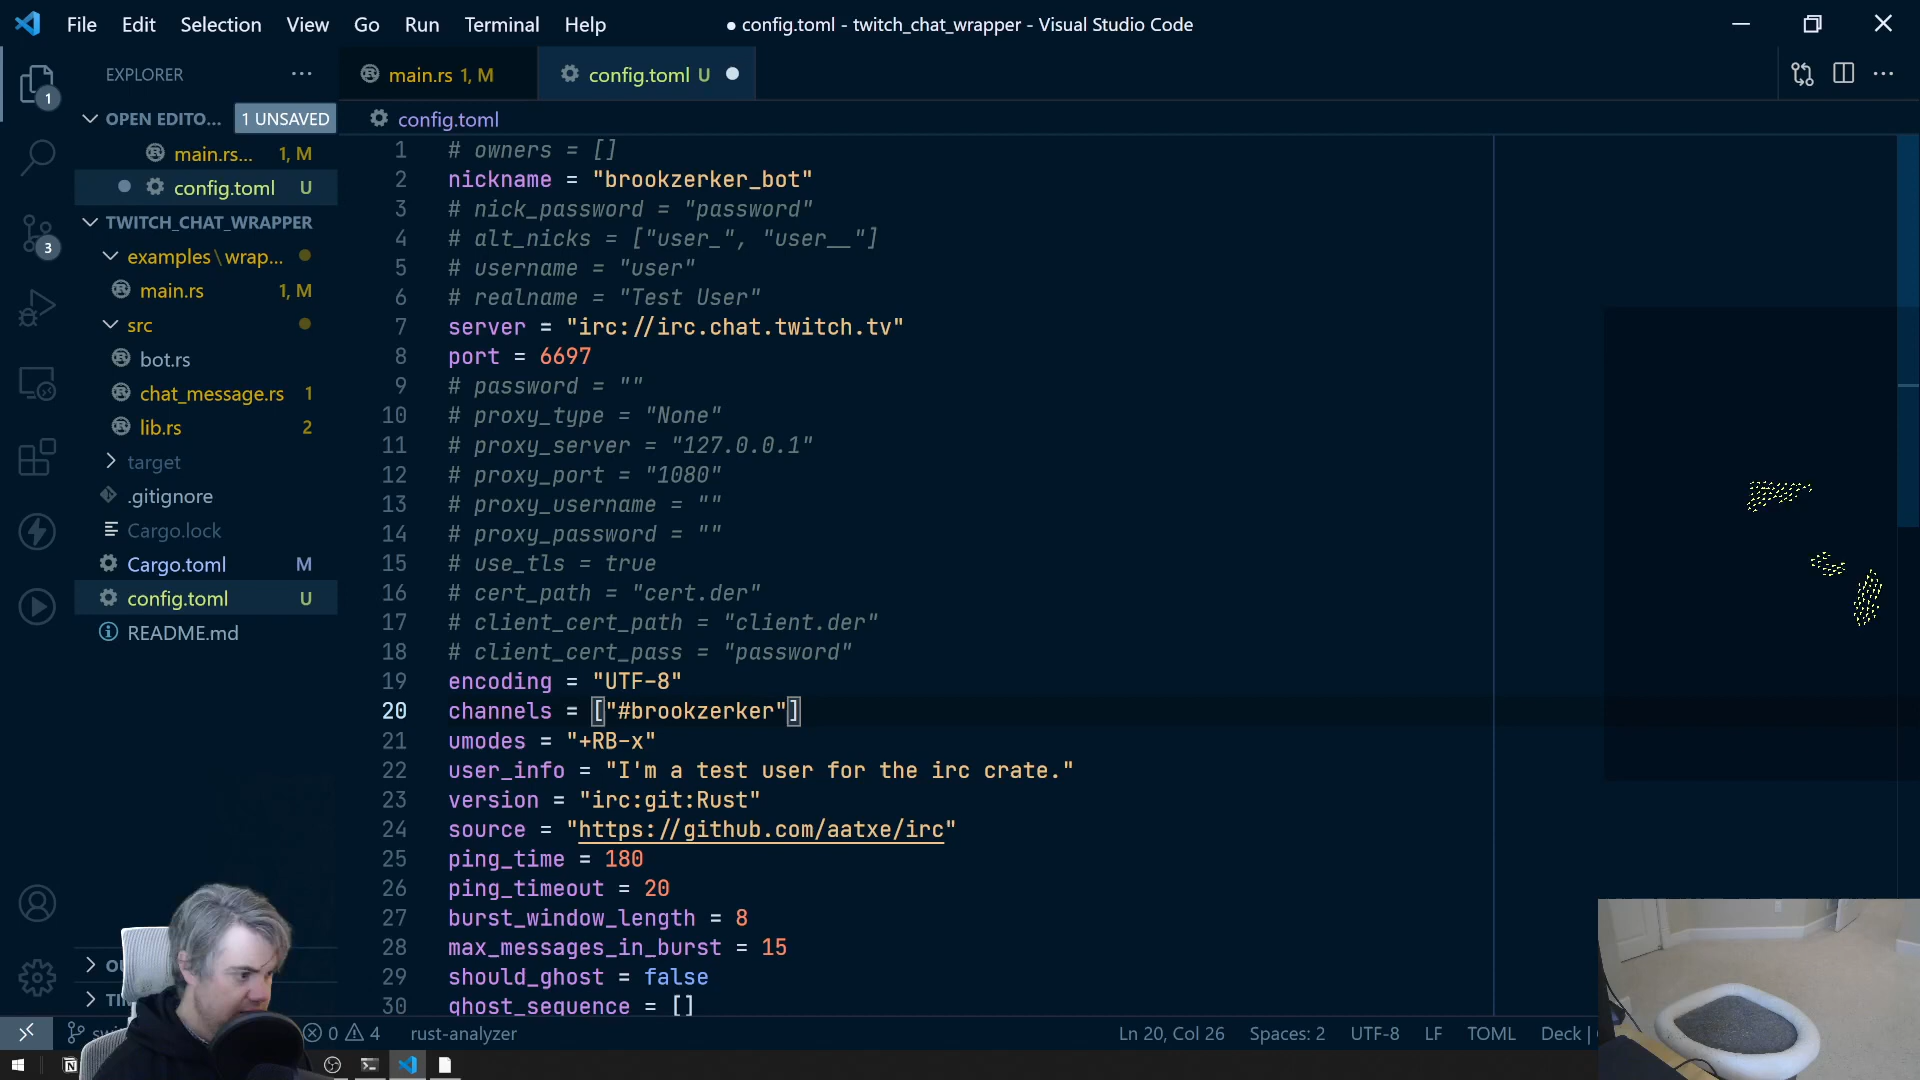 File Edit Selection View Go Run Terminal Help
● config.toml - twitch_chat_wrapper - Visual Studio Code
EXPLORER
main.rs 1, M
config.toml U
1
OPEN EDITO... 1 UNSAVED
config.toml
main.rs... 1, M
config.toml U
TWITCH_CHAT_WRAPPER
3
examples\wrap...
main.rs 1, M
src
bot.rs
chat_message.rs 1
lib.rs 2
target
.gitignore
Cargo.lock
Cargo.toml M
config.toml U
README.md
1 # owners = []
2 nickname = "brookzerker_bot"
3 # nick_password = "password"
4 # alt_nicks = ["user_", "user__"]
5 # username = "user"
6 # realname = "Test User"
7 server = "irc://irc.chat.twitch.tv"
8 port = 6697
9 # password = ""
10 # proxy_type = "None"
11 # proxy_server = "127.0.0.1"
12 # proxy_port = "1080"
13 # proxy_username = ""
14 # proxy_password = ""
15 # use_tls = true
16 # cert_path = "cert.der"
17 # client_cert_path = "client.der"
18 # client_cert_pass = "password"
19 encoding = "UTF-8"
20 channels = ["#brookzerker"]
21 umodes = "+RB-x"
22 user_info = "I'm a test user for the irc crate."
23 version = "irc:git:Rust"
24 source = "https://github.com/aatxe/irc"
25 ping_time = 180
26 ping_timeout = 20
27 burst_window_length = 8
28 max_messages_in_burst = 15
29 should_ghost = false
30 ghost_sequence = []
0 4 rust-analyzer
Ln 20, Col 26 Spaces: 2 UTF-8 LF TOML Deck